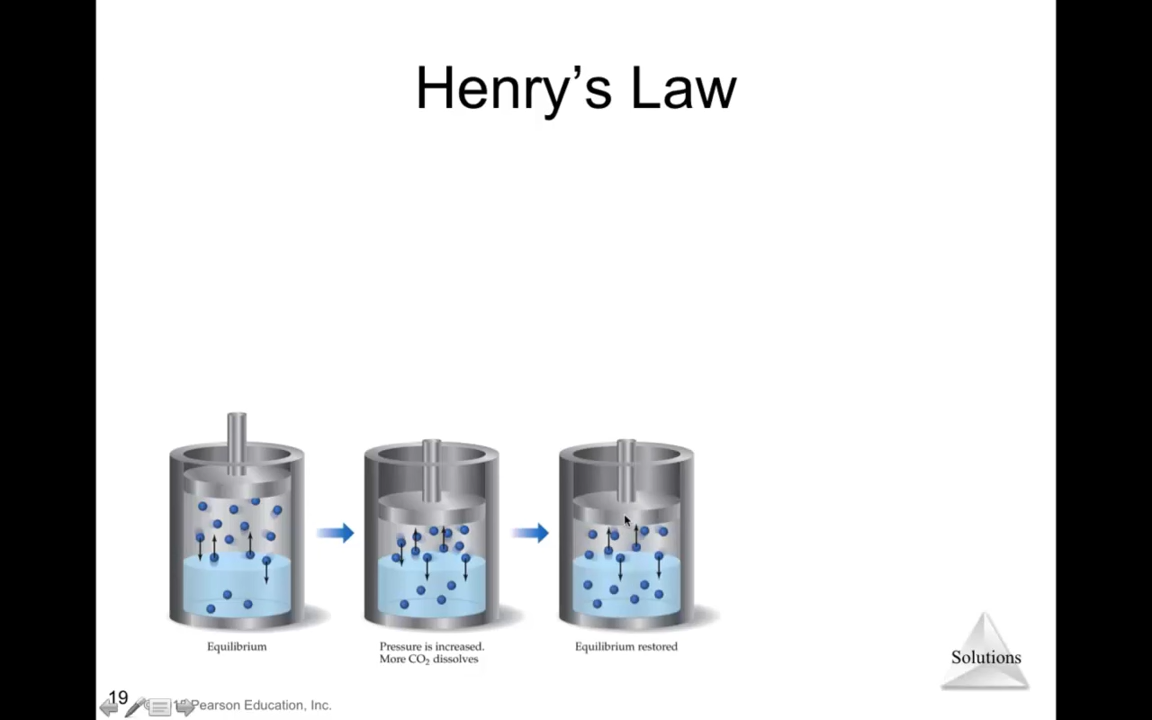 Henry's Law
Equilibrium
Pressure is increased.
More CO₂ dissolves
Equilibrium restored
Solutions
19
Pearson Education, Inc.